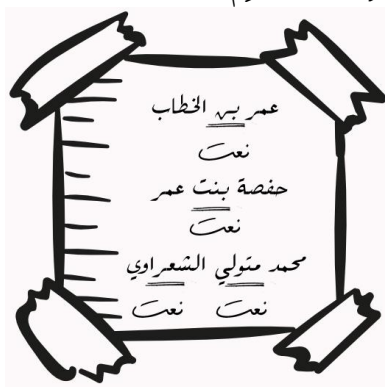 عمر بن الخطاب
نعت
حفصة بنت عمر
نعت
محمد متولي الشعراوي
نعت نعت